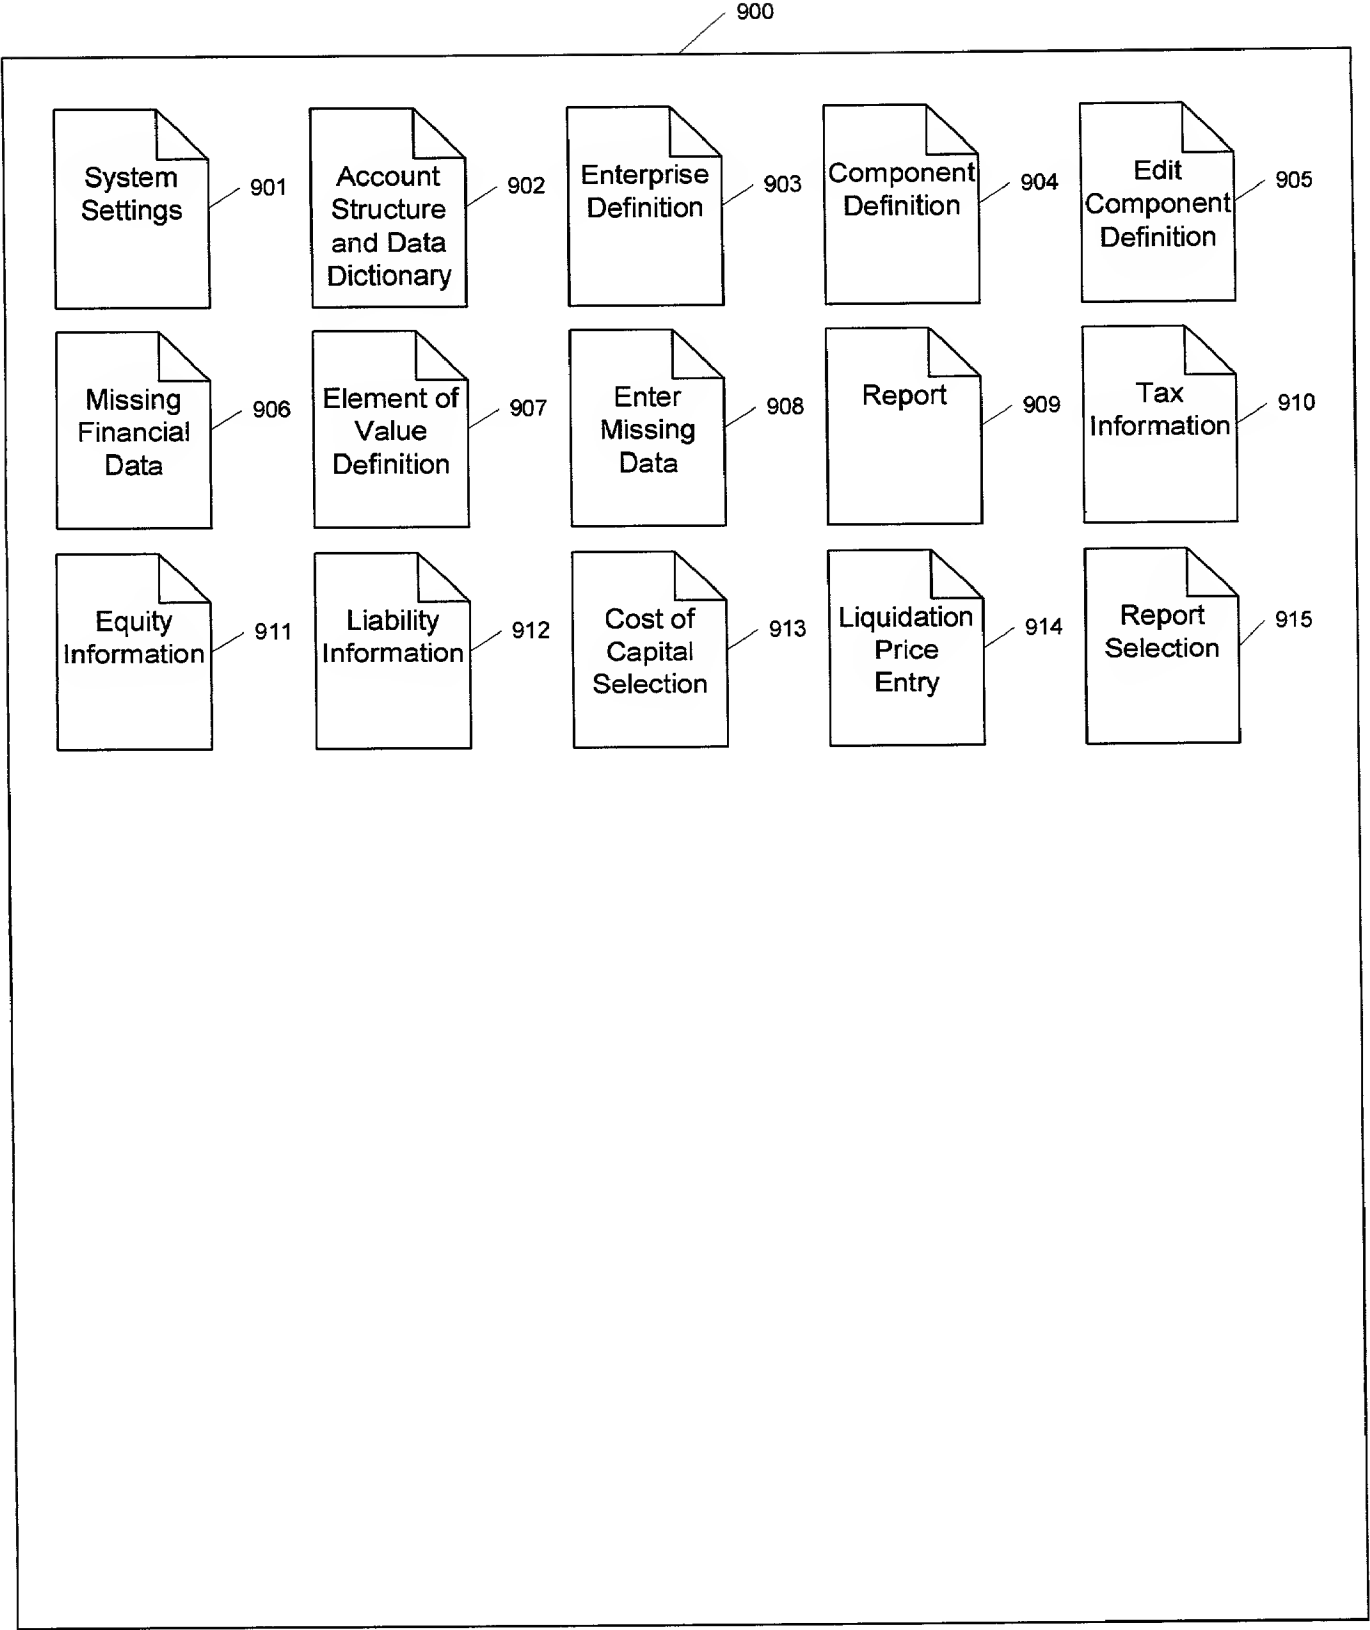 900
System
Settings
901
Account
Structure
and Data
Dictionary
902
Enterprise
Definition
903
Component
Definition
904
Edit
Component
Definition
905
Missing
Financial
Data
906
Element of
Value
Definition
907
Enter
Missing
Data
908
Report
909
Tax
Information
910
Equity
Information
911
Liability
Information
912
Cost of
Capital
Selection
913
Liquidation
Price
Entry
914
Report
Selection
915